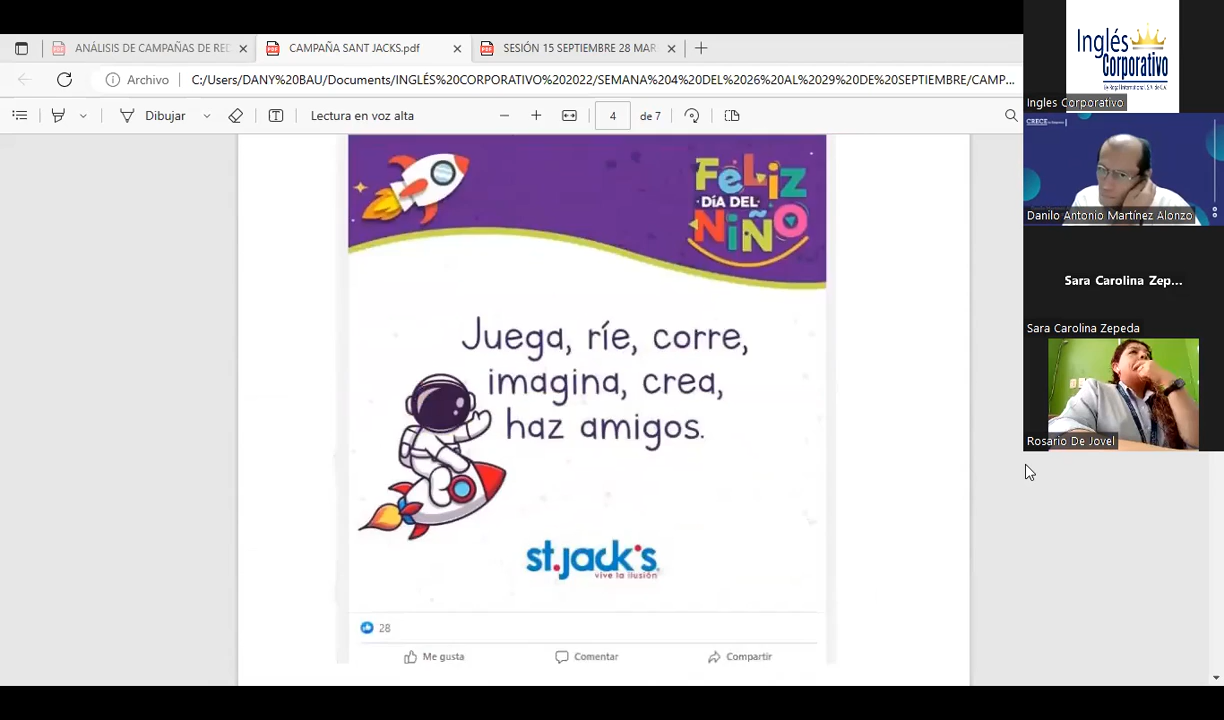 ANÁLISIS DE CAMPAÑAS DE RED
CAMPAÑA SANT JACKS.pdf
SESIÓN 15 SEPTIEMBRE 28 MAR
Archivo
C:/Users/DANY%20BAU/Documents/INGLÉS%20CORPORATIVO%202022/SEMANA%204%20DEL%2026%20AL%2029%20DE%20SEPTIEMBRE/CAMP...
Dibujar
Lectura en voz alta
4
de 7
FELIZ
DÍA DEL
NIÑO
Juega, ríe, corre,
imagina, crea,
haz amigos.
st.jack's
vive la ilusión
28
Me gusta
Comentar
Compartir
Inglés
Corporativo
Ingles Corporativo
CRECE
Danilo Antonio Martínez Alonzo
Sara Carolina Zep...
Sara Carolina Zepeda
Rosario De Jovel